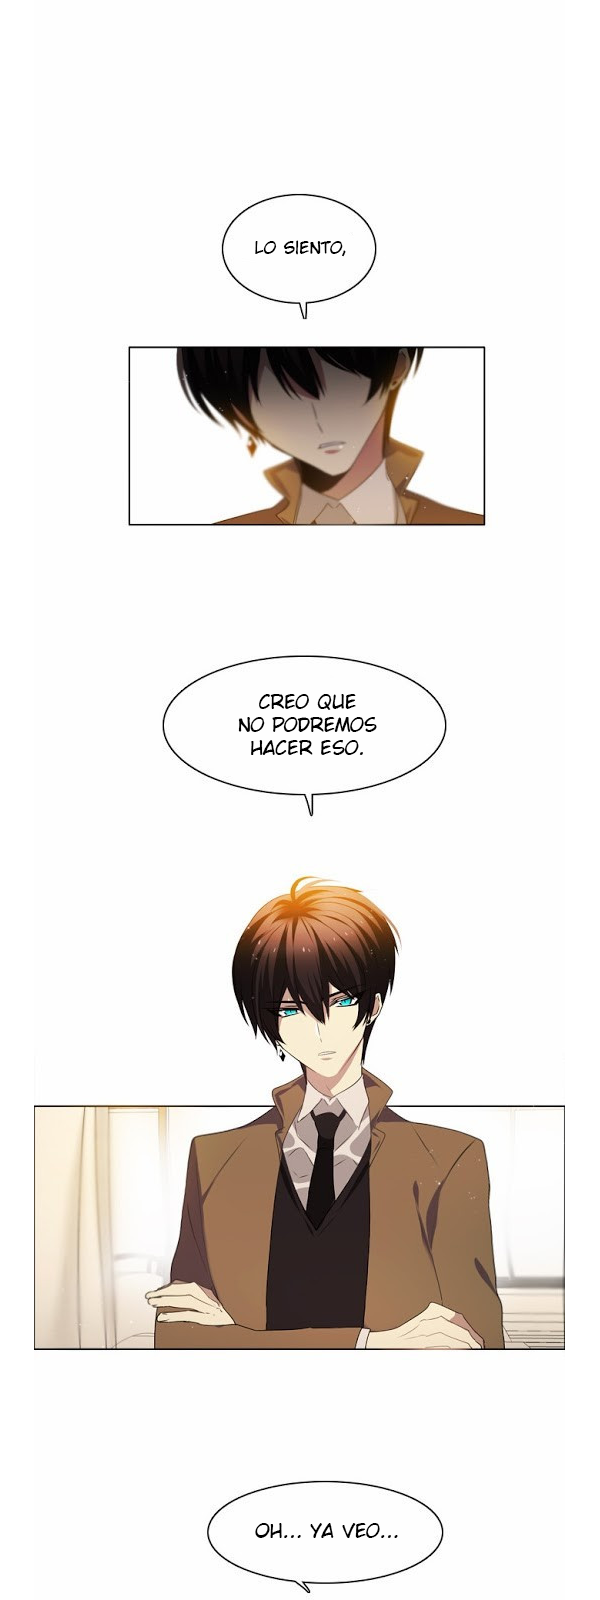 LO SIENTO,
CREO QUE
NO PODREMOS
HACER ESO.
OH... YA VEO...